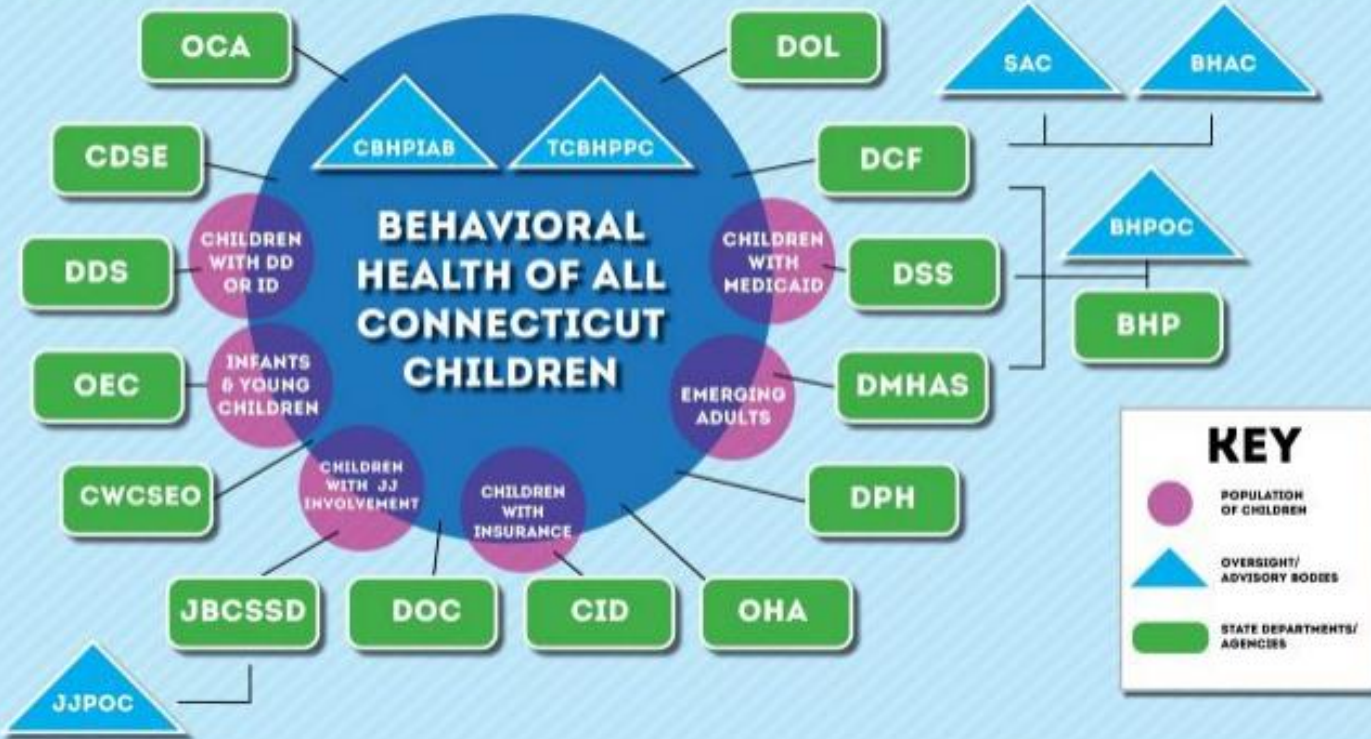 OCA
DOL
SAC
BHAC
CBHPIAB
TCBHPPC
CDSE
DCF
BEHAVIORAL
HEALTH OF ALL
CONNECTICUT
CHILDREN
CHILDREN
WITH DD
OR ID
CHILDREN
WITH
MEDICAID
BHPOC
DDS
DSS
BHP
INFANTS
& YOUNG
CHILDREN
OEC
EMERGING
ADULTS
DMHAS
CWCSEO
CHILDREN
WITH JJ
INVOLVEMENT
CHILDREN
WITH
INSURANCE
DPH
JBCSSD
DOC
CID
OHA
JJPOC
KEY
POPULATION
OF CHILDREN
OVERSIGHT/
ADVISORY BODIES
STATE DEPARTMENTS/
AGENCIES